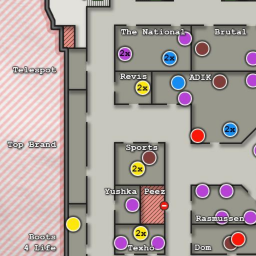 The National
Brutal
2x
2x
Telespot
Revis
ADIK
2x
2x
Top Brand
Sports
2x
Yushka Peez
Rasmussen
Boots
4 Life
2x
Texho
Dom